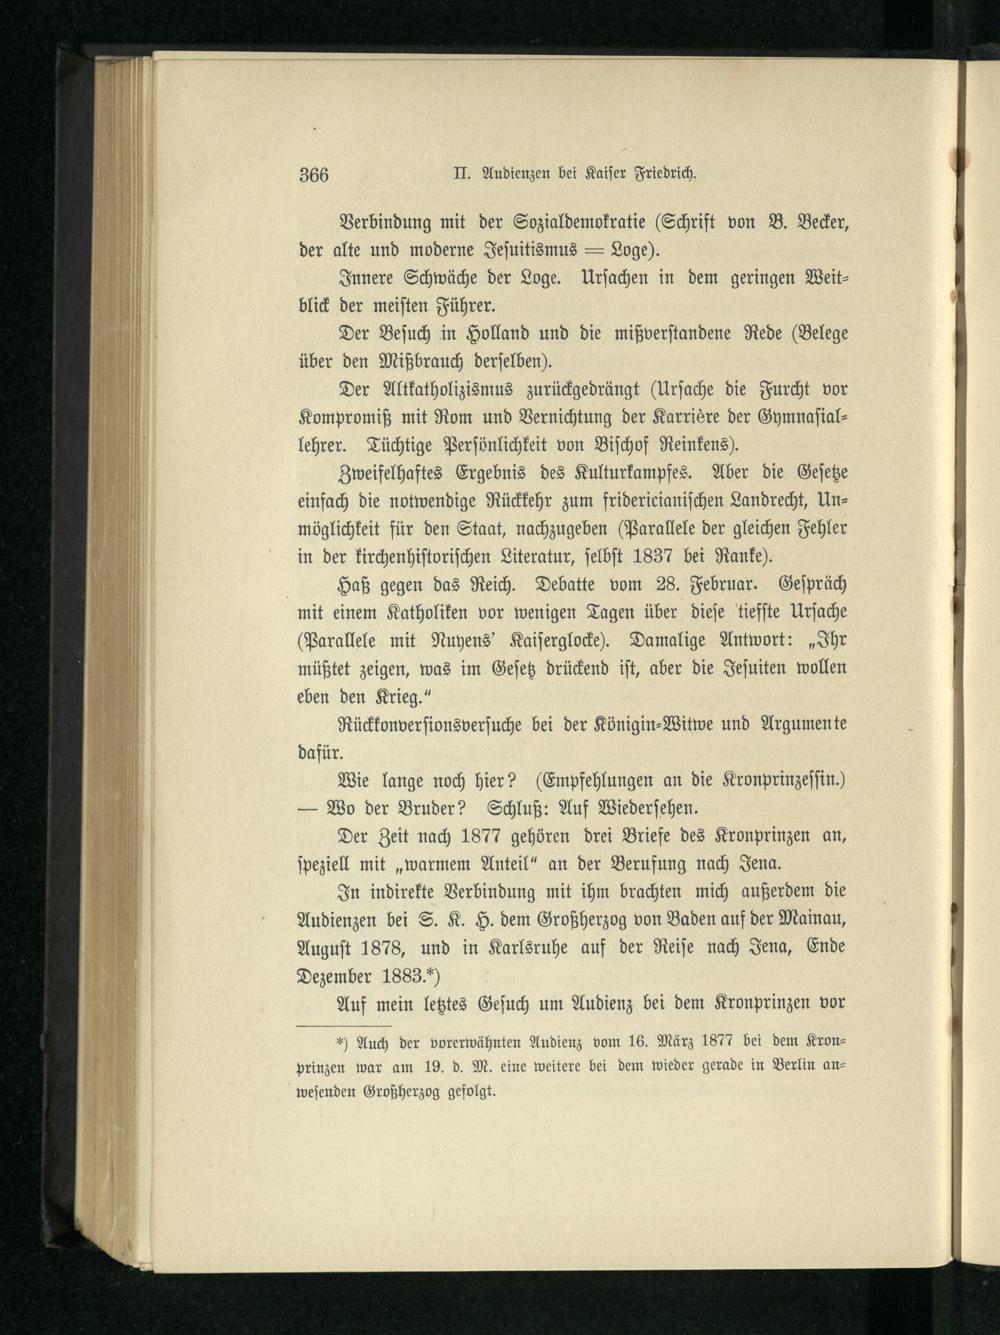 366 II. Audienzen bei Kaiser Friedrich.
Verbindung mit der Sozialdemokratie (Schrift von B. Becker,
der alte und moderne Jesuitismus = Loge).
Innere Schwäche der Loge. Ursachen in dem geringen Weit-
blick der meisten Führer.
Der Besuch in Holland und die mißverstandene Rede (Belege
über den Mißbrauch derselben).
Der Altkatholizismus zurückgedrängt (Ursache die Furcht vor
Kompromiß mit Rom und Vernichtung der Karrière der Gymnasial-
lehrer. Tüchtige Persönlichkeit von Bischof Reinkens).
Zweifelhaftes Ergebnis des Kulturkampfes. Aber die Gesetze
einfach die notwendige Rückkehr zum fridericianischen Landrecht, Un-
möglichkeit für den Staat, nachzugeben (Parallele der gleichen Fehler
in der kirchenhistorischen Literatur, selbst 1837 bei Ranke).
Haß gegen das Reich. Debatte vom 28. Februar. Gespräch
mit einem Katholiken vor wenigen Tagen über diese tiefste Ursache
(Parallele mit Nuyens' Kaiserglocke). Damalige Antwort: „Ihr
müßtet zeigen, was im Gesetz drückend ist, aber die Jesuiten wollen
eben den Krieg.“
Rückkonversionsversuche bei der Königin-Witwe und Argumente
dafür.
Wie lange noch hier? (Empfehlungen an die Kronprinzessin.)
— Wo der Bruder? Schluß: Auf Wiedersehen.
Der Zeit nach 1877 gehören drei Briefe des Kronprinzen an,
speziell mit „warmem Anteil“ an der Berufung nach Jena.
In indirekte Verbindung mit ihm brachten mich außerdem die
Audienzen bei S. K. H. dem Großherzog von Baden auf der Mainau,
August 1878, und in Karlsruhe auf der Reise nach Jena, Ende
Dezember 1883.*)
Auf mein letztes Gesuch um Audienz bei dem Kronprinzen vor
*) Auch der vorerwähnten Audienz vom 16. März 1877 bei dem Kron-
prinzen war am 19. d. M. eine weitere bei dem wieder gerade in Berlin an-
wesenden Großherzog gefolgt.